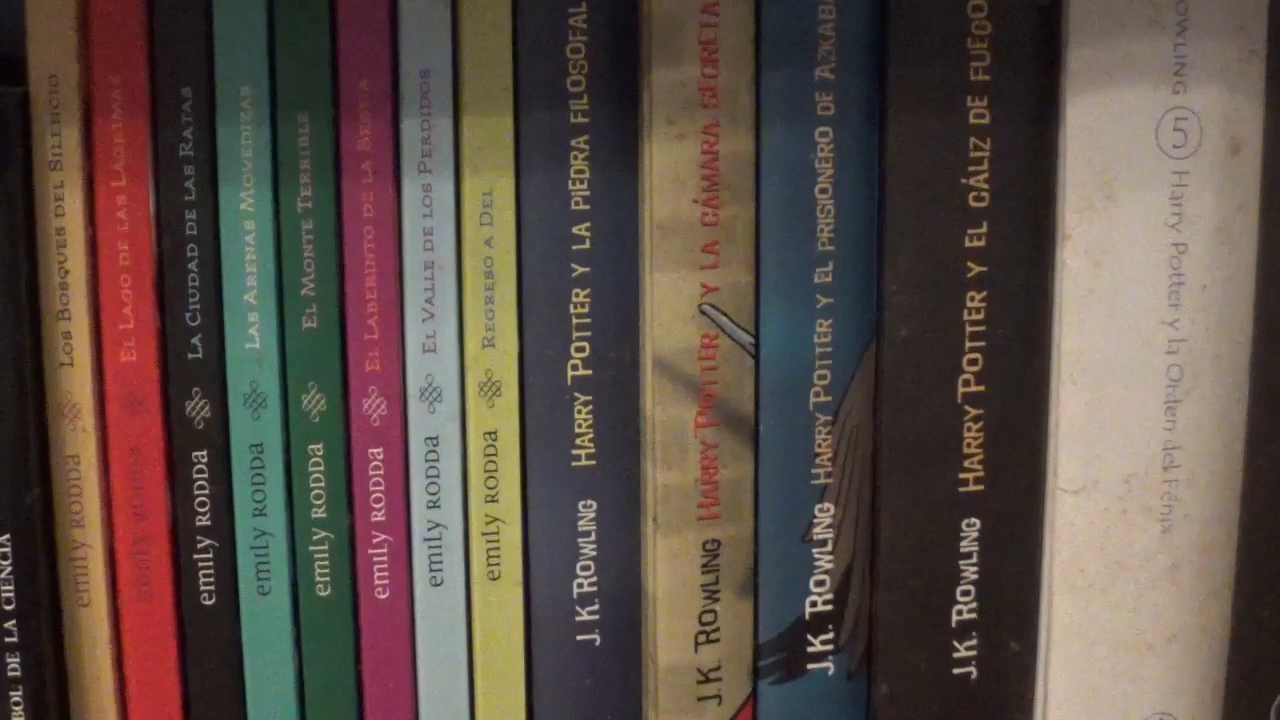 BOL DE LA CIENCIA
emily RODDA LOS BOSQUES DEL SILENCIO
emily RODDA EL LAGO DE LAS LÁGRIMAS
emily RODDA LA CIUDAD DE LAS RATAS
emily RODDA LAS ARENAS MOVEDIZAS
emily RODDA EL MONTE TERRIBLE
emily RODDA EL LABERINTO DE LA BESTIA
emily RODDA EL VALLE DE LOS PERDIDOS
emily RODDA REGRESO A DEL
J.K. ROWLING HARRY POTTER Y LA PIEDRA FILOSOFAL
J.K. ROWLING HARRY POTTER Y LA CÁMARA SECRETA
J.K. ROWLING HARRY POTTER Y EL PRISIONERO DE AZKABA
J.K. ROWLING HARRY POTTER Y EL CÁLIZ DE FUEGO
OWLING 5 Harry Potter y la Orden del Fénix